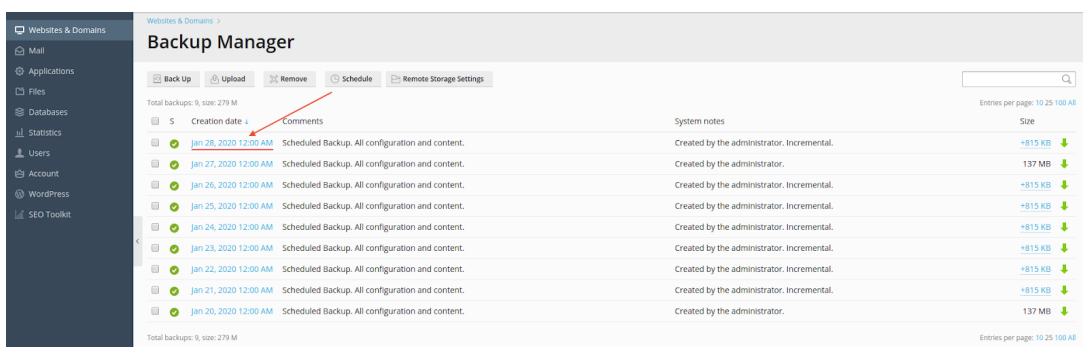 Websites & Domains
Mail
Applications
Files
Databases
Statistics
Users
Account
WordPress
SEO Toolkit
Websites & Domains >
Backup Manager
Back Up Upload Remove Schedule Remote Storage Settings
Total backups: 9, size: 279 M Entries per page: 10 25 100 All
S Creation date ↓ Comments System notes Size
Jan 28, 2020 12:00 AM Scheduled Backup. All configuration and content. Created by the administrator. Incremental. +815 KB
Jan 27, 2020 12:00 AM Scheduled Backup. All configuration and content. Created by the administrator. 137 MB
Jan 26, 2020 12:00 AM Scheduled Backup. All configuration and content. Created by the administrator. Incremental. +815 KB
Jan 25, 2020 12:00 AM Scheduled Backup. All configuration and content. Created by the administrator. Incremental. +815 KB
Jan 24, 2020 12:00 AM Scheduled Backup. All configuration and content. Created by the administrator. Incremental. +815 KB
Jan 23, 2020 12:00 AM Scheduled Backup. All configuration and content. Created by the administrator. Incremental. +815 KB
Jan 22, 2020 12:00 AM Scheduled Backup. All configuration and content. Created by the administrator. Incremental. +815 KB
Jan 21, 2020 12:00 AM Scheduled Backup. All configuration and content. Created by the administrator. Incremental. +815 KB
Jan 20, 2020 12:00 AM Scheduled Backup. All configuration and content. Created by the administrator. 137 MB
Total backups: 9, size: 279 M Entries per page: 10 25 100 All